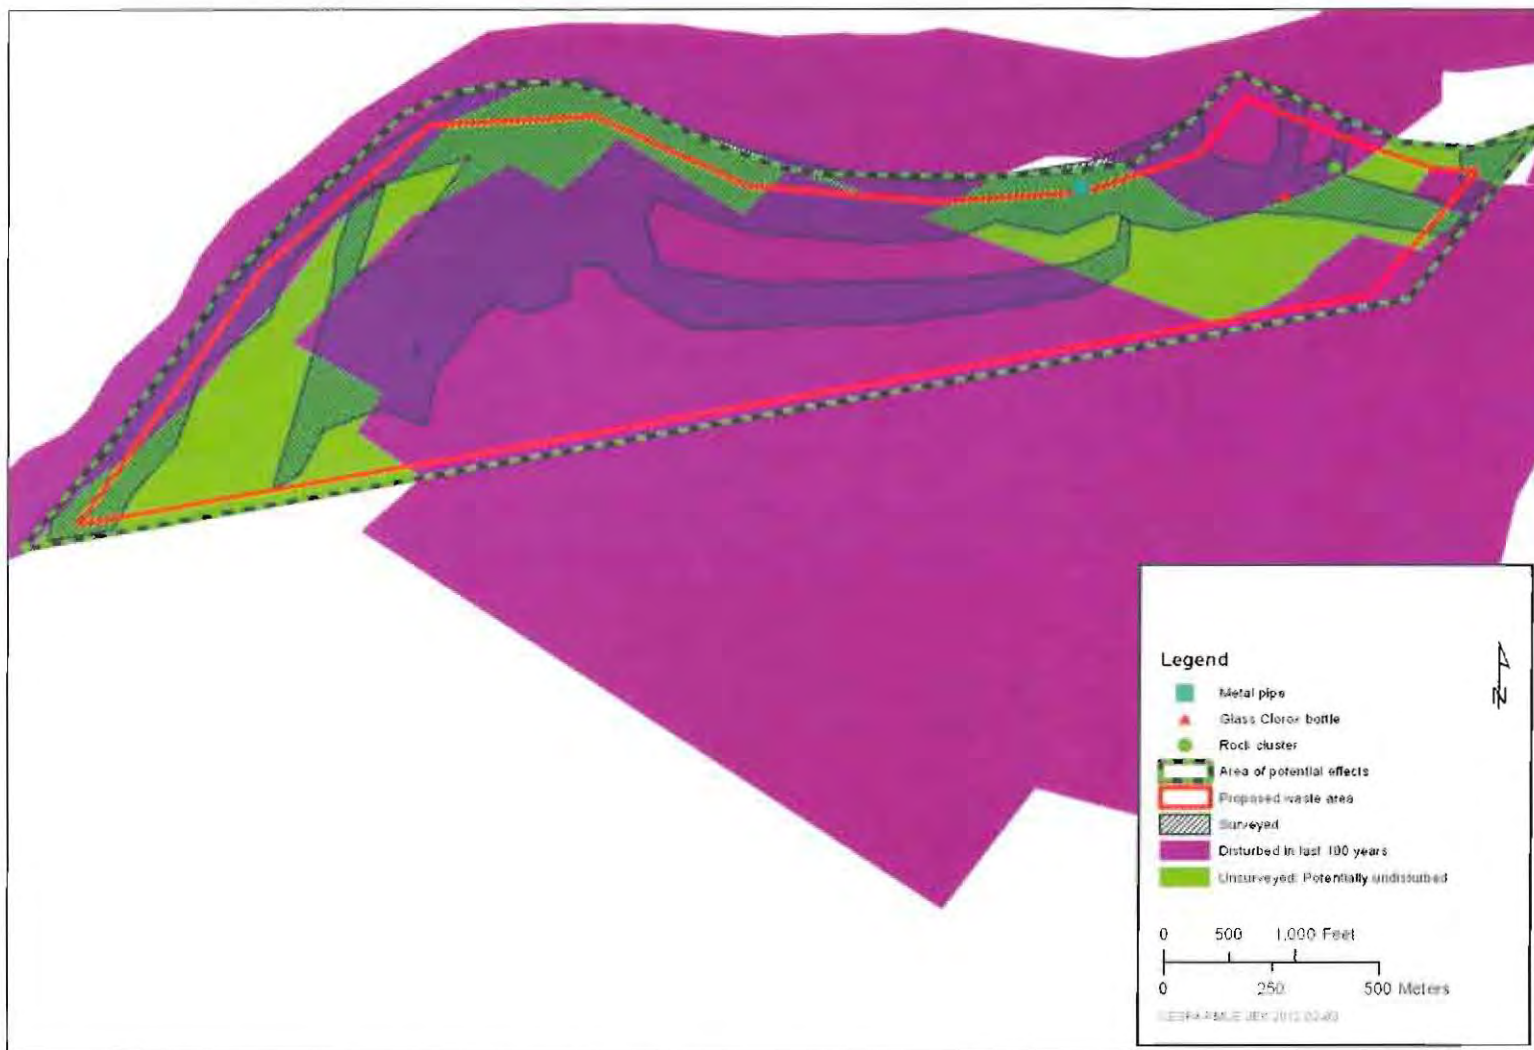 Legend
N
Metal pipe
Glass Clorox bottle
Rock cluster
Area of potential effects
Proposed waste area
Surveyed
Disturbed in last 100 years
Unsurveyed: Potentially undisturbed
0 500 1,000 Feet
0 250 500 Meters